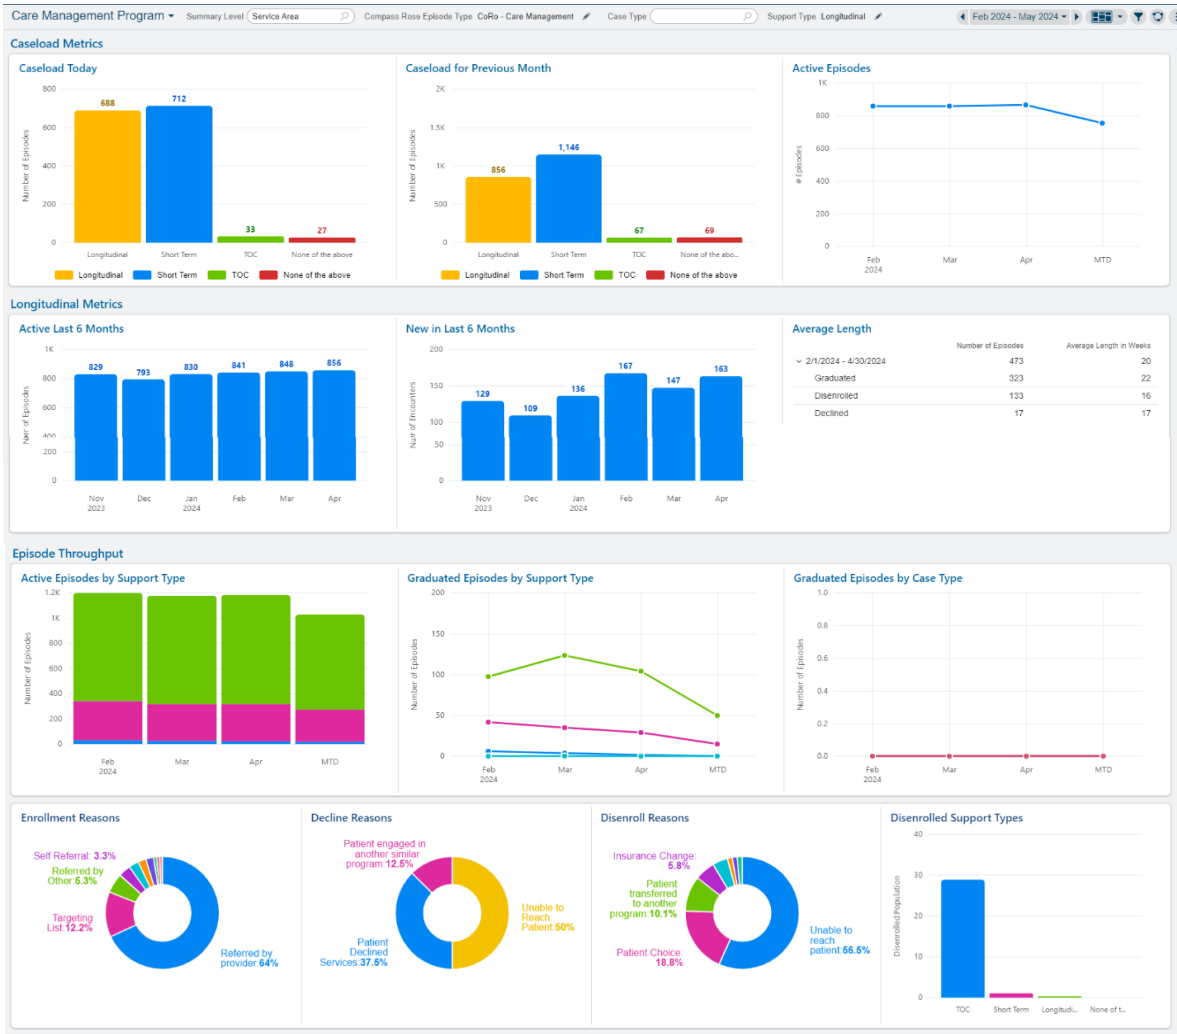 Care Management Program
Summary Level Service Area
Compass Rose Episode Type CoRo - Care Management
Case Type
Support Type Longitudinal
Feb 2024 - May 2024
Caseload Metrics
Caseload Today
Number of Episodes
800
600
400
200
0
688
712
33
27
Longitudinal
Short Term
TOC
None of the above
Longitudinal
Short Term
TOC
None of the above
Caseload for Previous Month
Number of Episodes
2K
1.5K
1K
500
0
856
1,146
67
69
Longitudinal
Short Term
TOC
None of the abo...
Longitudinal
Short Term
TOC
None of the above
Active Episodes
# Episodes
1K
800
600
400
200
0
Feb
2024
Mar
Apr
MTD
Longitudinal Metrics
Active Last 6 Months
1K
800
600
400
200
0
829
793
830
841
848
856
Nov
2023
Dec
Jan
2024
Feb
Mar
Apr
New in Last 6 Months
200
150
100
50
0
129
109
136
167
147
163
Nov
2023
Dec
Jan
2024
Feb
Mar
Apr
Average Length
Number of Episodes Average Length in Weeks
2/1/2024 - 4/30/2024 473 20
Graduated 323 22
Disenrolled 133 16
Declined 17 17
Episode Throughput
Active Episodes by Support Type
Number of Episodes
1.2K
1K
800
600
400
200
0
Feb
2024
Mar
Apr
MTD
Graduated Episodes by Support Type
Number of Episodes
200
150
100
50
0
Feb
2024
Mar
Apr
MTD
Graduated Episodes by Case Type
Number of Episodes
1.0
0.8
0.6
0.4
0.2
0.0
Feb
2024
Mar
Apr
MTD
Enrollment Reasons
Self Referral: 3.3%
Referred by
Other:5.3%
Targeting
List:12.2%
Referred by
provider:64%
Decline Reasons
Patient engaged in
another similar
program:12.5%
Unable to
Reach
Patient:50%
Patient
Declined
Services:37.5%
Disenroll Reasons
Insurance Change:
5.8%
Patient
transferred
to another
program:10.1%
Patient Choice:
18.8%
Unable to
reach
patient:56.5%
Disenrolled Support Types
Disenrolled:Population
40
30
20
10
0
TOC
Short Term
Longitudi...
None of t...